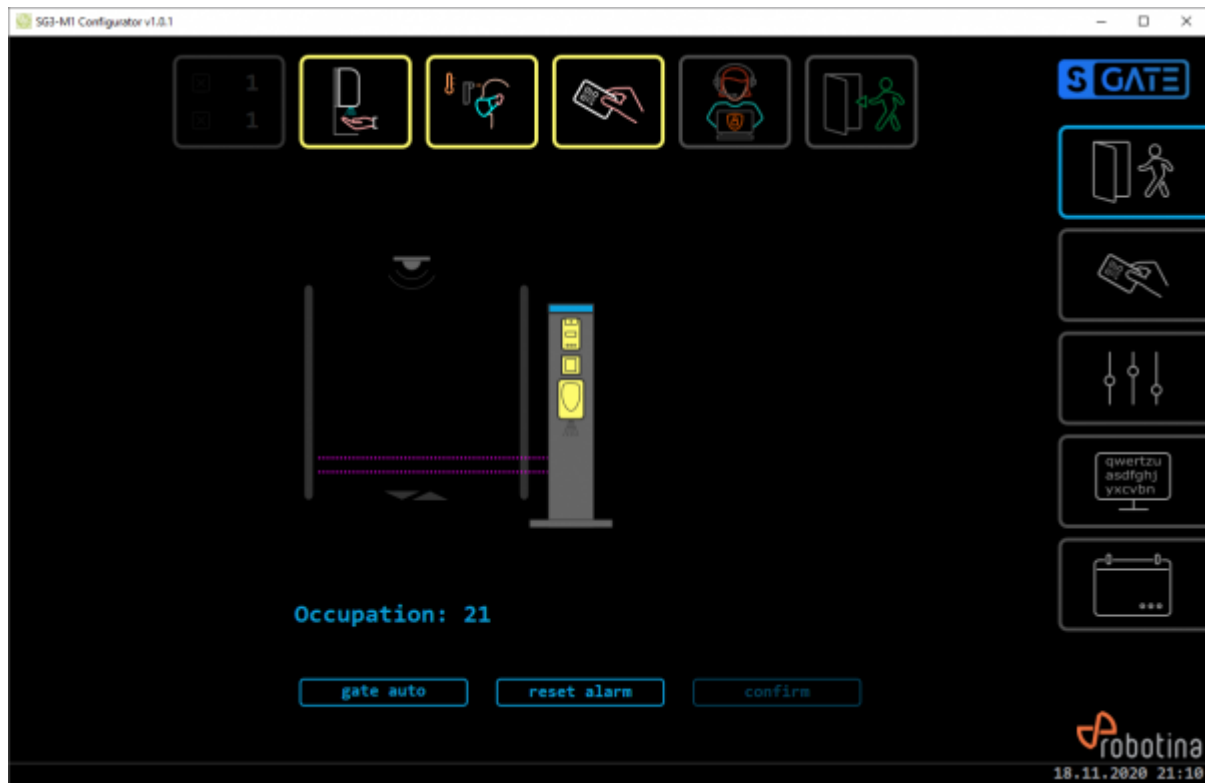 SG3-M1 Configurator v1.0.1
1
1
S GATE
qwertzu
asdfghj
yxcvbn
Occupation: 21
gate auto
reset alarm
confirm
robotina
18.11.2020 21:10